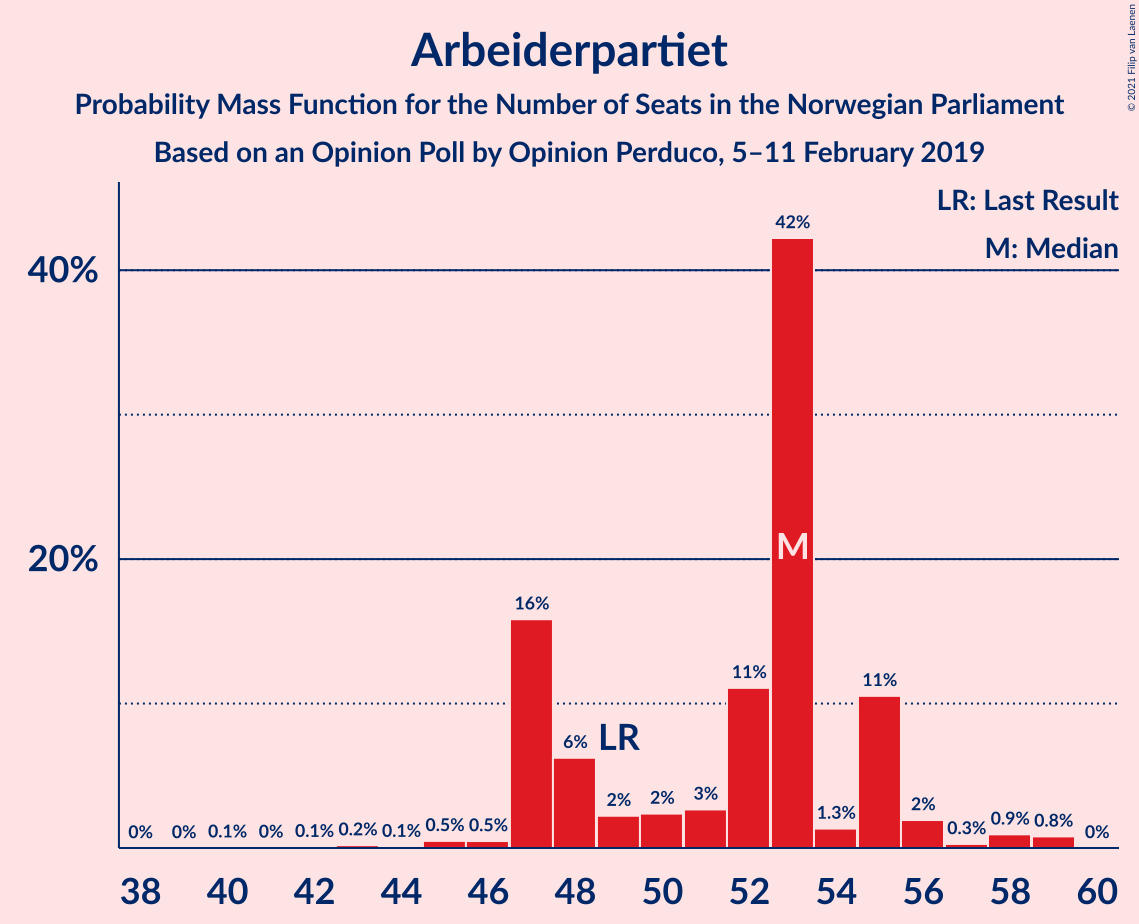 Arbeiderpartiet
Probability Mass Function for the Number of Seats in the Norwegian Parliament
Based on an Opinion Poll by Opinion Perduco, 5–11 February 2019
© 2021 Filip van Laenen
LR: Last Result
M: Median
40%
20%
0% 0% 0.1% 0% 0.1% 0.2% 0.1% 0.5% 0.5% 16% 6% 2% 2% 3% 11% 42% 1.3% 11% 2% 0.3% 0.9% 0.8% 0%
LR
M
38 40 42 44 46 48 50 52 54 56 58 60